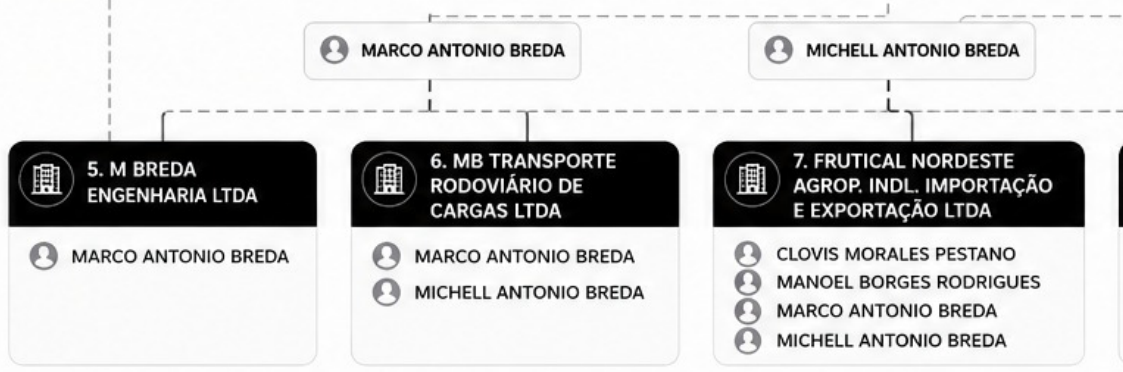 MARCO ANTONIO BREDA
MICHELL ANTONIO BREDA
5. M BREDA
ENGENHARIA LTDA
MARCO ANTONIO BREDA
6. MB TRANSPORTE
RODOVIÁRIO DE
CARGAS LTDA
MARCO ANTONIO BREDA
MICHELL ANTONIO BREDA
7. FRUTICAL NORDESTE
AGROP. INDL. IMPORTAÇÃO
E EXPORTAÇÃO LTDA
CLOVIS MORALES PESTANO
MANOEL BORGES RODRIGUES
MARCO ANTONIO BREDA
MICHELL ANTONIO BREDA